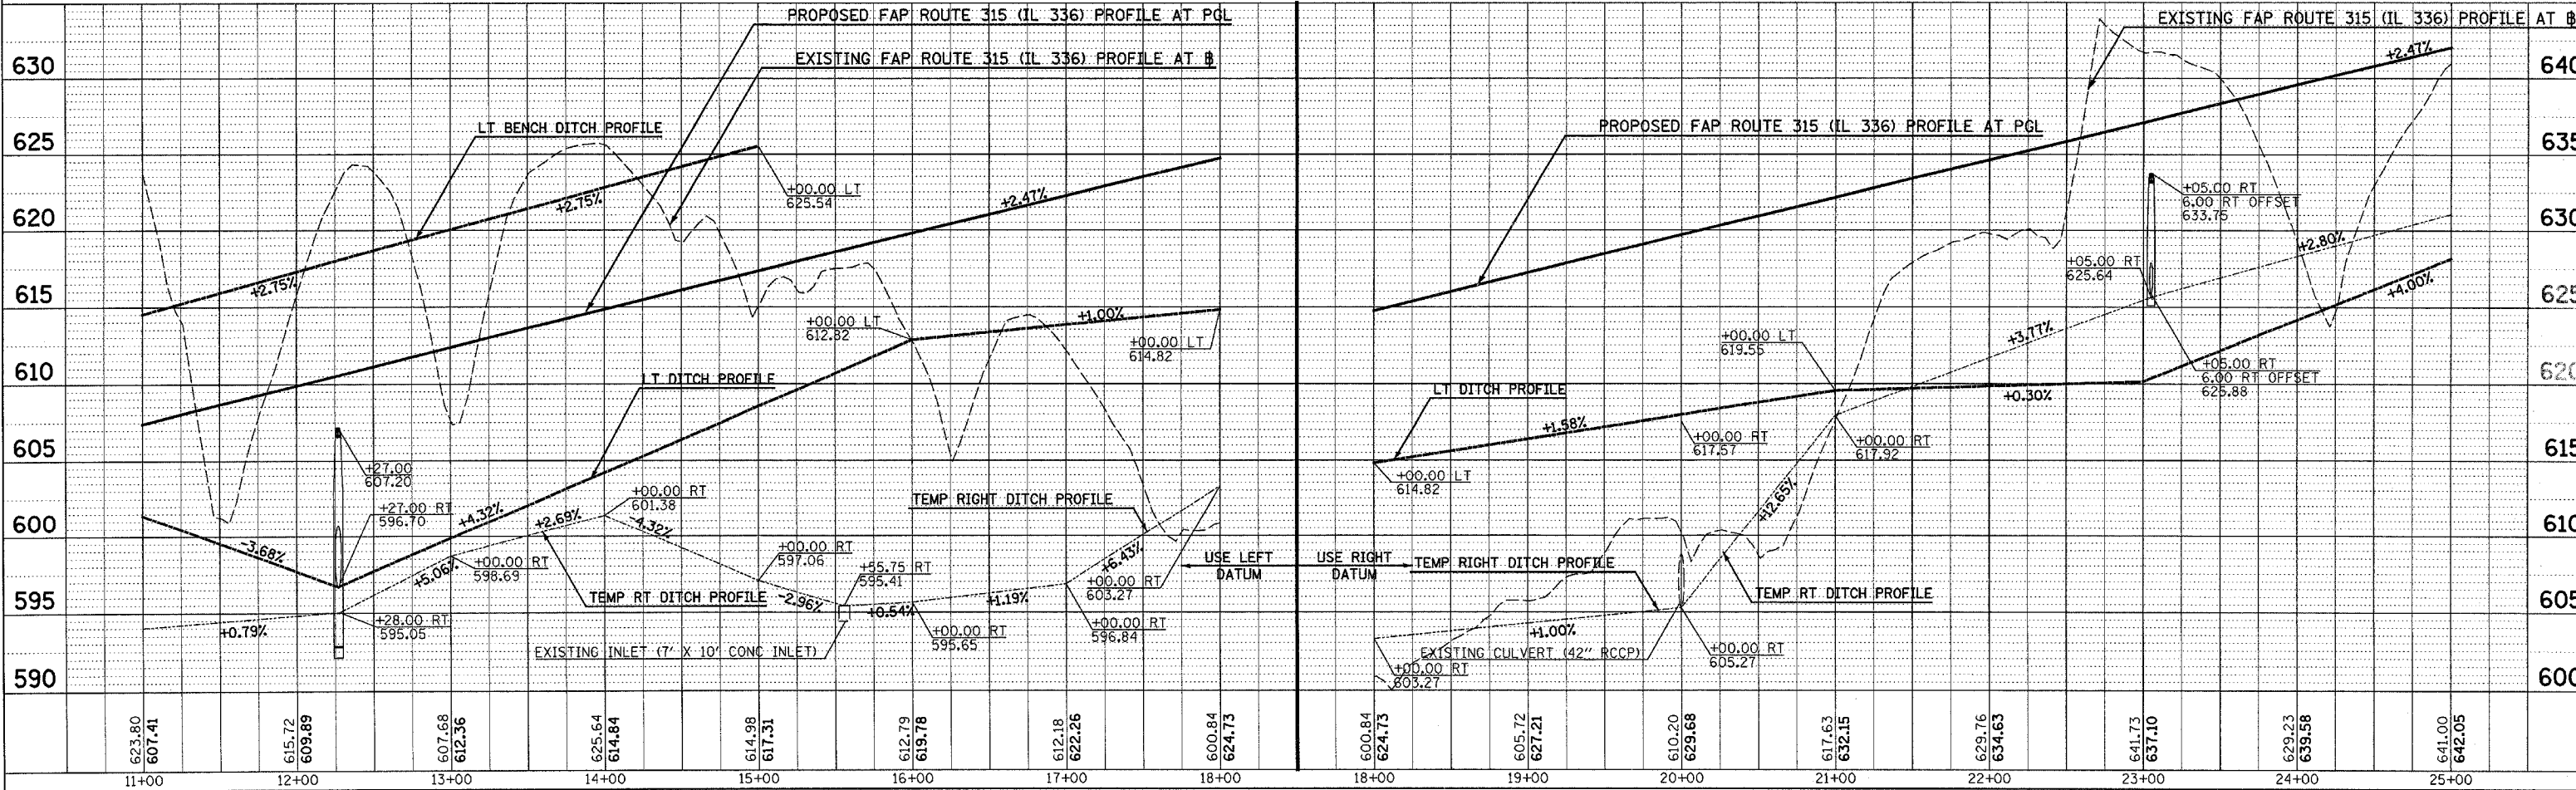 PROPOSED FAP ROUTE 315 (IL 336) PROFILE AT PGL
EXISTING FAP ROUTE 315 (IL 336) PROFILE AT
LT BENCH DITCH PROFILE
630
625
620
615
610
605
600
595
590
+2.75%
+2.75%
+00.00 LT
625.54
+2.47%
+00.00 LT
612.82
+1.00%
+00.00 LT
614.82
LT DITCH PROFILE
+27.00
607.20
+27.00 RT
596.70
-3.68%
+4.32%
+2.69%
+00.00 RT
601.38
-4.32%
+5.06%
+00.00 RT
598.69
+28.00 RT
595.05
+0.79%
TEMP RT DITCH PROFILE
+00.00 RT
597.06
-2.96%
+55.75 RT
595.41
+0.54%
EXISTING INLET (7' X 10' CONC INLET)
+00.00 RT
595.65
+1.19%
+00.00 RT
596.84
TEMP RIGHT DITCH PROFILE
+6.43%
+00.00 RT
603.27
USE LEFT
DATUM
USE RIGHT
DATUM
EXISTING FAP ROUTE 315 (IL 336) PROFILE AT
PROPOSED FAP ROUTE 315 (IL 336) PROFILE AT PGL
+2.47%
+05.00 RT
6.00 RT OFFSET
633.75
+05.00 RT
625.64
+2.80%
+4.00%
+3.77%
+05.00 RT
6.00 RT OFFSET
625.88
+00.00 LT
619.55
+0.30%
LT DITCH PROFILE
+1.58%
+00.00 LT
614.82
+00.00 RT
617.57
+00.00 RT
617.92
+12.65%
TEMP RIGHT DITCH PROFILE
TEMP RT DITCH PROFILE
+1.00%
EXISTING CULVERT (42" RCCP)
+00.00 RT
603.27
+00.00 RT
605.27
640
635
630
625
620
615
610
605
600
623.80 607.41
615.72 609.89
607.68 612.36
625.64 614.84
614.98 617.31
612.79 619.78
612.18 622.26
600.84 624.73
600.84 624.73
605.72 627.21
610.20 629.68
617.63 632.15
629.76 634.63
641.73 637.10
629.23 639.58
641.00 642.05
11+00 12+00 13+00 14+00 15+00 16+00 17+00 18+00 18+00 19+00 20+00 21+00 22+00 23+00 24+00 25+00